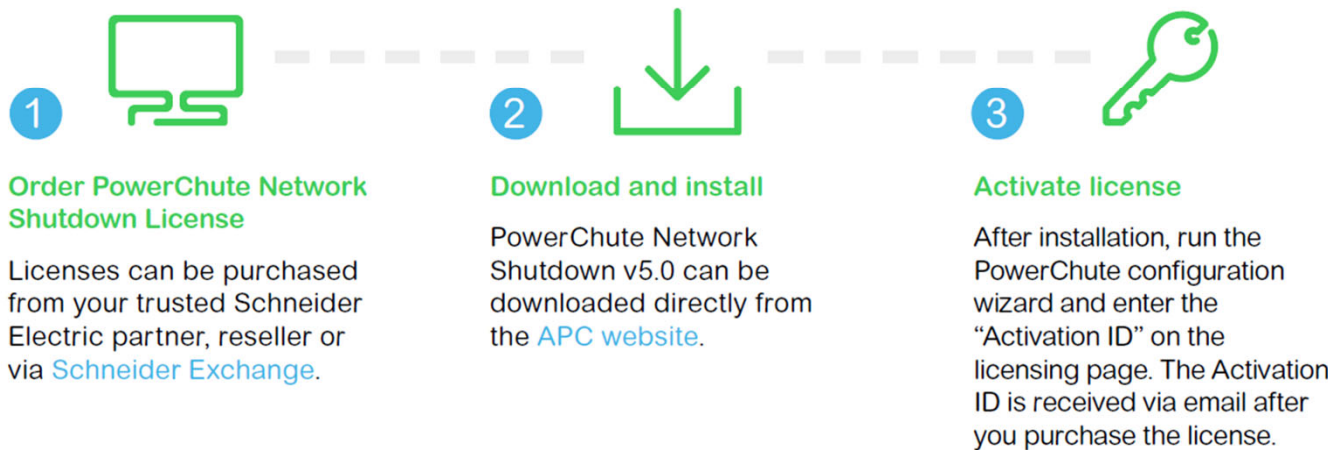 1
Order PowerChute Network
Shutdown License
Licenses can be purchased
from your trusted Schneider
Electric partner, reseller or
via Schneider Exchange.
2
Download and install
PowerChute Network
Shutdown v5.0 can be
downloaded directly from
the APC website.
3
Activate license
After installation, run the
PowerChute configuration
wizard and enter the
“Activation ID” on the
licensing page. The Activation
ID is received via email after
you purchase the license.